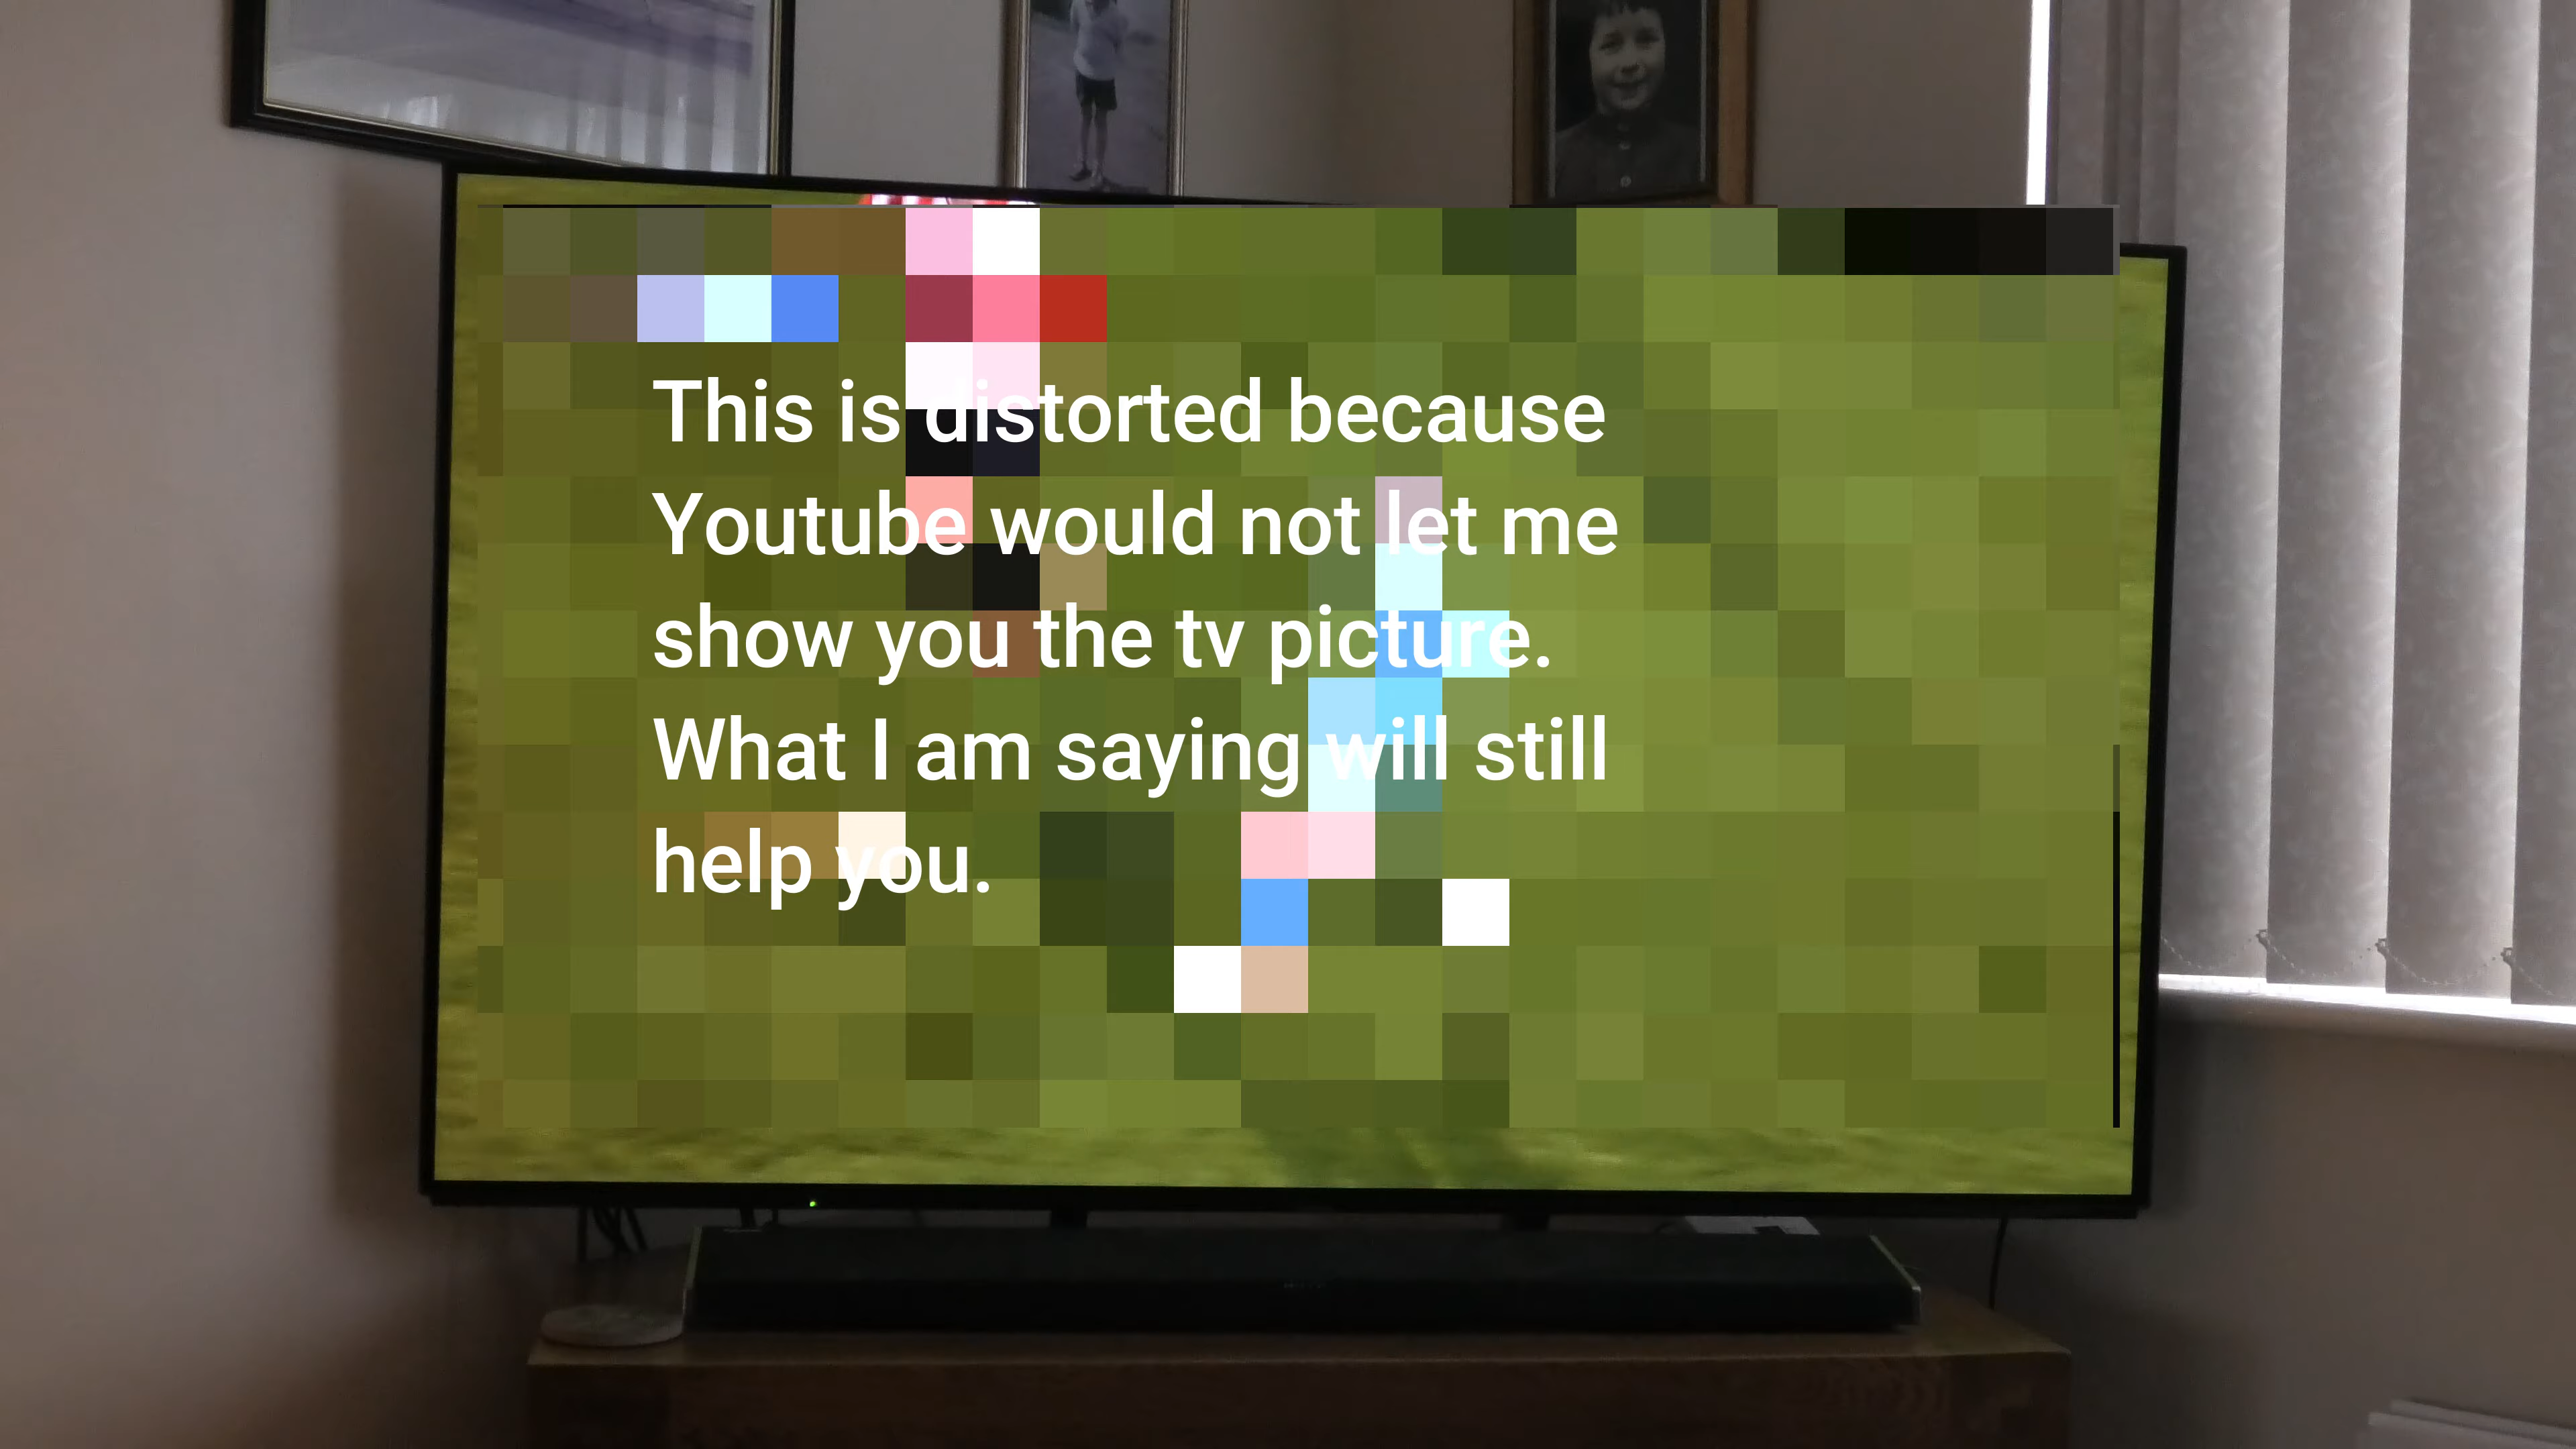 This is distorted because
Youtube would not let me
show you the tv picture.
What I am saying will still
help you.